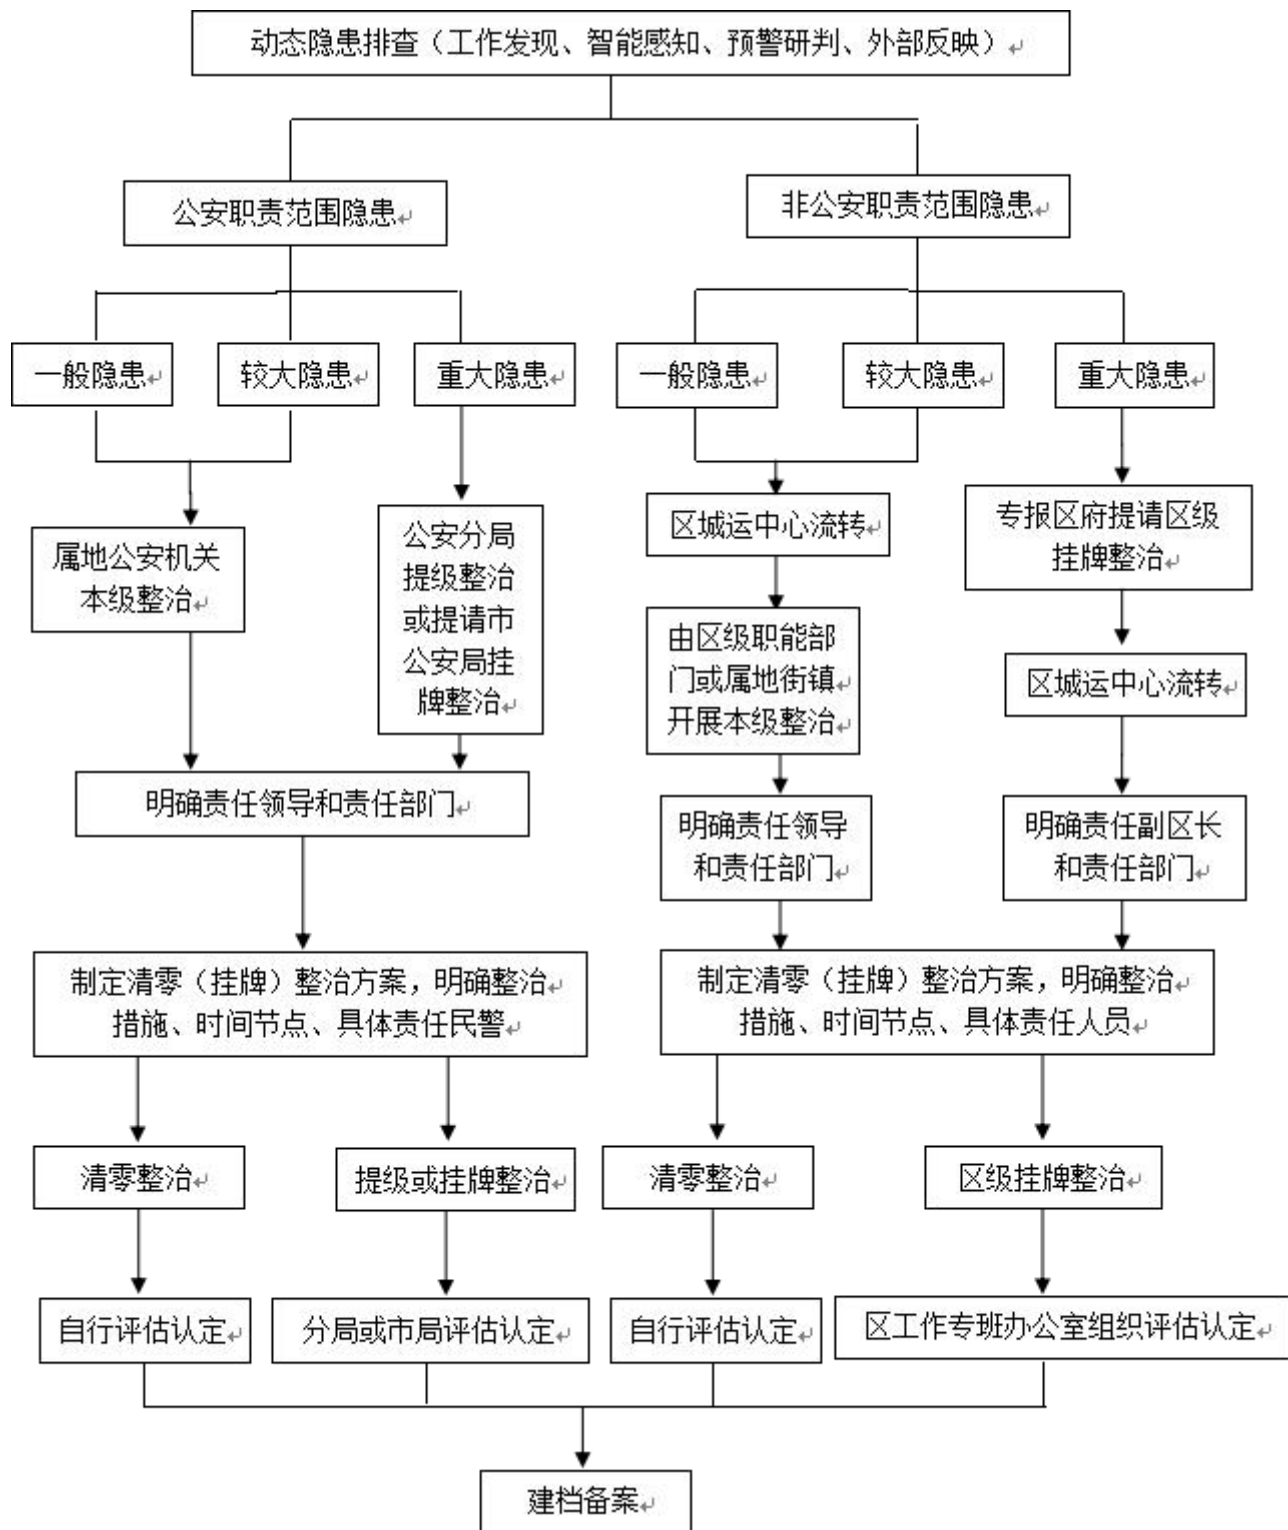 动态隐患排查（工作发现、智能感知、预警研判、外部反映）
公安职责范围隐患
非公安职责范围隐患
一般隐患
较大隐患
重大隐患
一般隐患
较大隐患
重大隐患
属地公安机关
本级整治
公安分局
提级整治
或提请市
公安局挂
牌整治
区城运中心流转
专报区府提请区级
挂牌整治
由区级职能部
门或属地街镇
开展本级整治
区城运中心流转
明确责任领导和责任部门
明确责任领导
和责任部门
明确责任副区长
和责任部门
制定清零（挂牌）整治方案，明确整治
措施、时间节点、具体责任民警
制定清零（挂牌）整治方案，明确整治
措施、时间节点、具体责任人员
清零整治
提级或挂牌整治
清零整治
区级挂牌整治
自行评估认定
分局或市局评估认定
自行评估认定
区工作专班办公室组织评估认定
建档备案